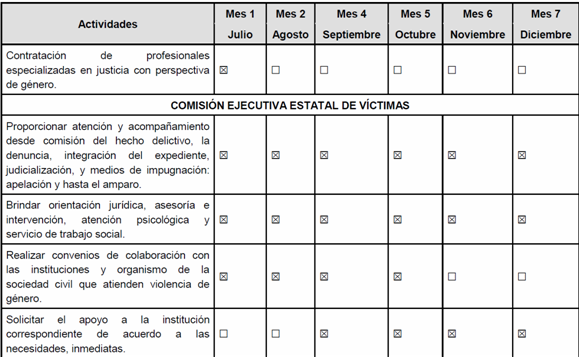 Actividades Mes 1 Mes 2 Mes 4 Mes 5 Mes 6 Mes 7
Julio Agosto Septiembre Octubre Noviembre Diciembre
Contratación de profesionales
especializadas en justicia con perspectiva ☒ ☐ ☐ ☐ ☐ ☐
de género.
COMISIÓN EJECUTIVA ESTATAL DE VÍCTIMAS
Proporcionar atención y acompañamiento
desde comisión del hecho delictivo, la
denuncia, integración del expediente, ☒ ☒ ☒ ☒ ☒ ☒
judicialización, y medios de impugnación:
apelación y hasta el amparo.
Brindar orientación jurídica, asesoría e
intervención, atención psicológica y ☒ ☒ ☒ ☒ ☒ ☒
servicio de trabajo social.
Realizar convenios de colaboración con
las instituciones y organismo de la
sociedad civil que atienden violencia de ☒ ☒ ☒ ☒ ☐ ☐
género.
Solicitar el apoyo a la institución
correspondiente de acuerdo a las ☐ ☐ ☒ ☒ ☒ ☒
necesidades, inmediatas.